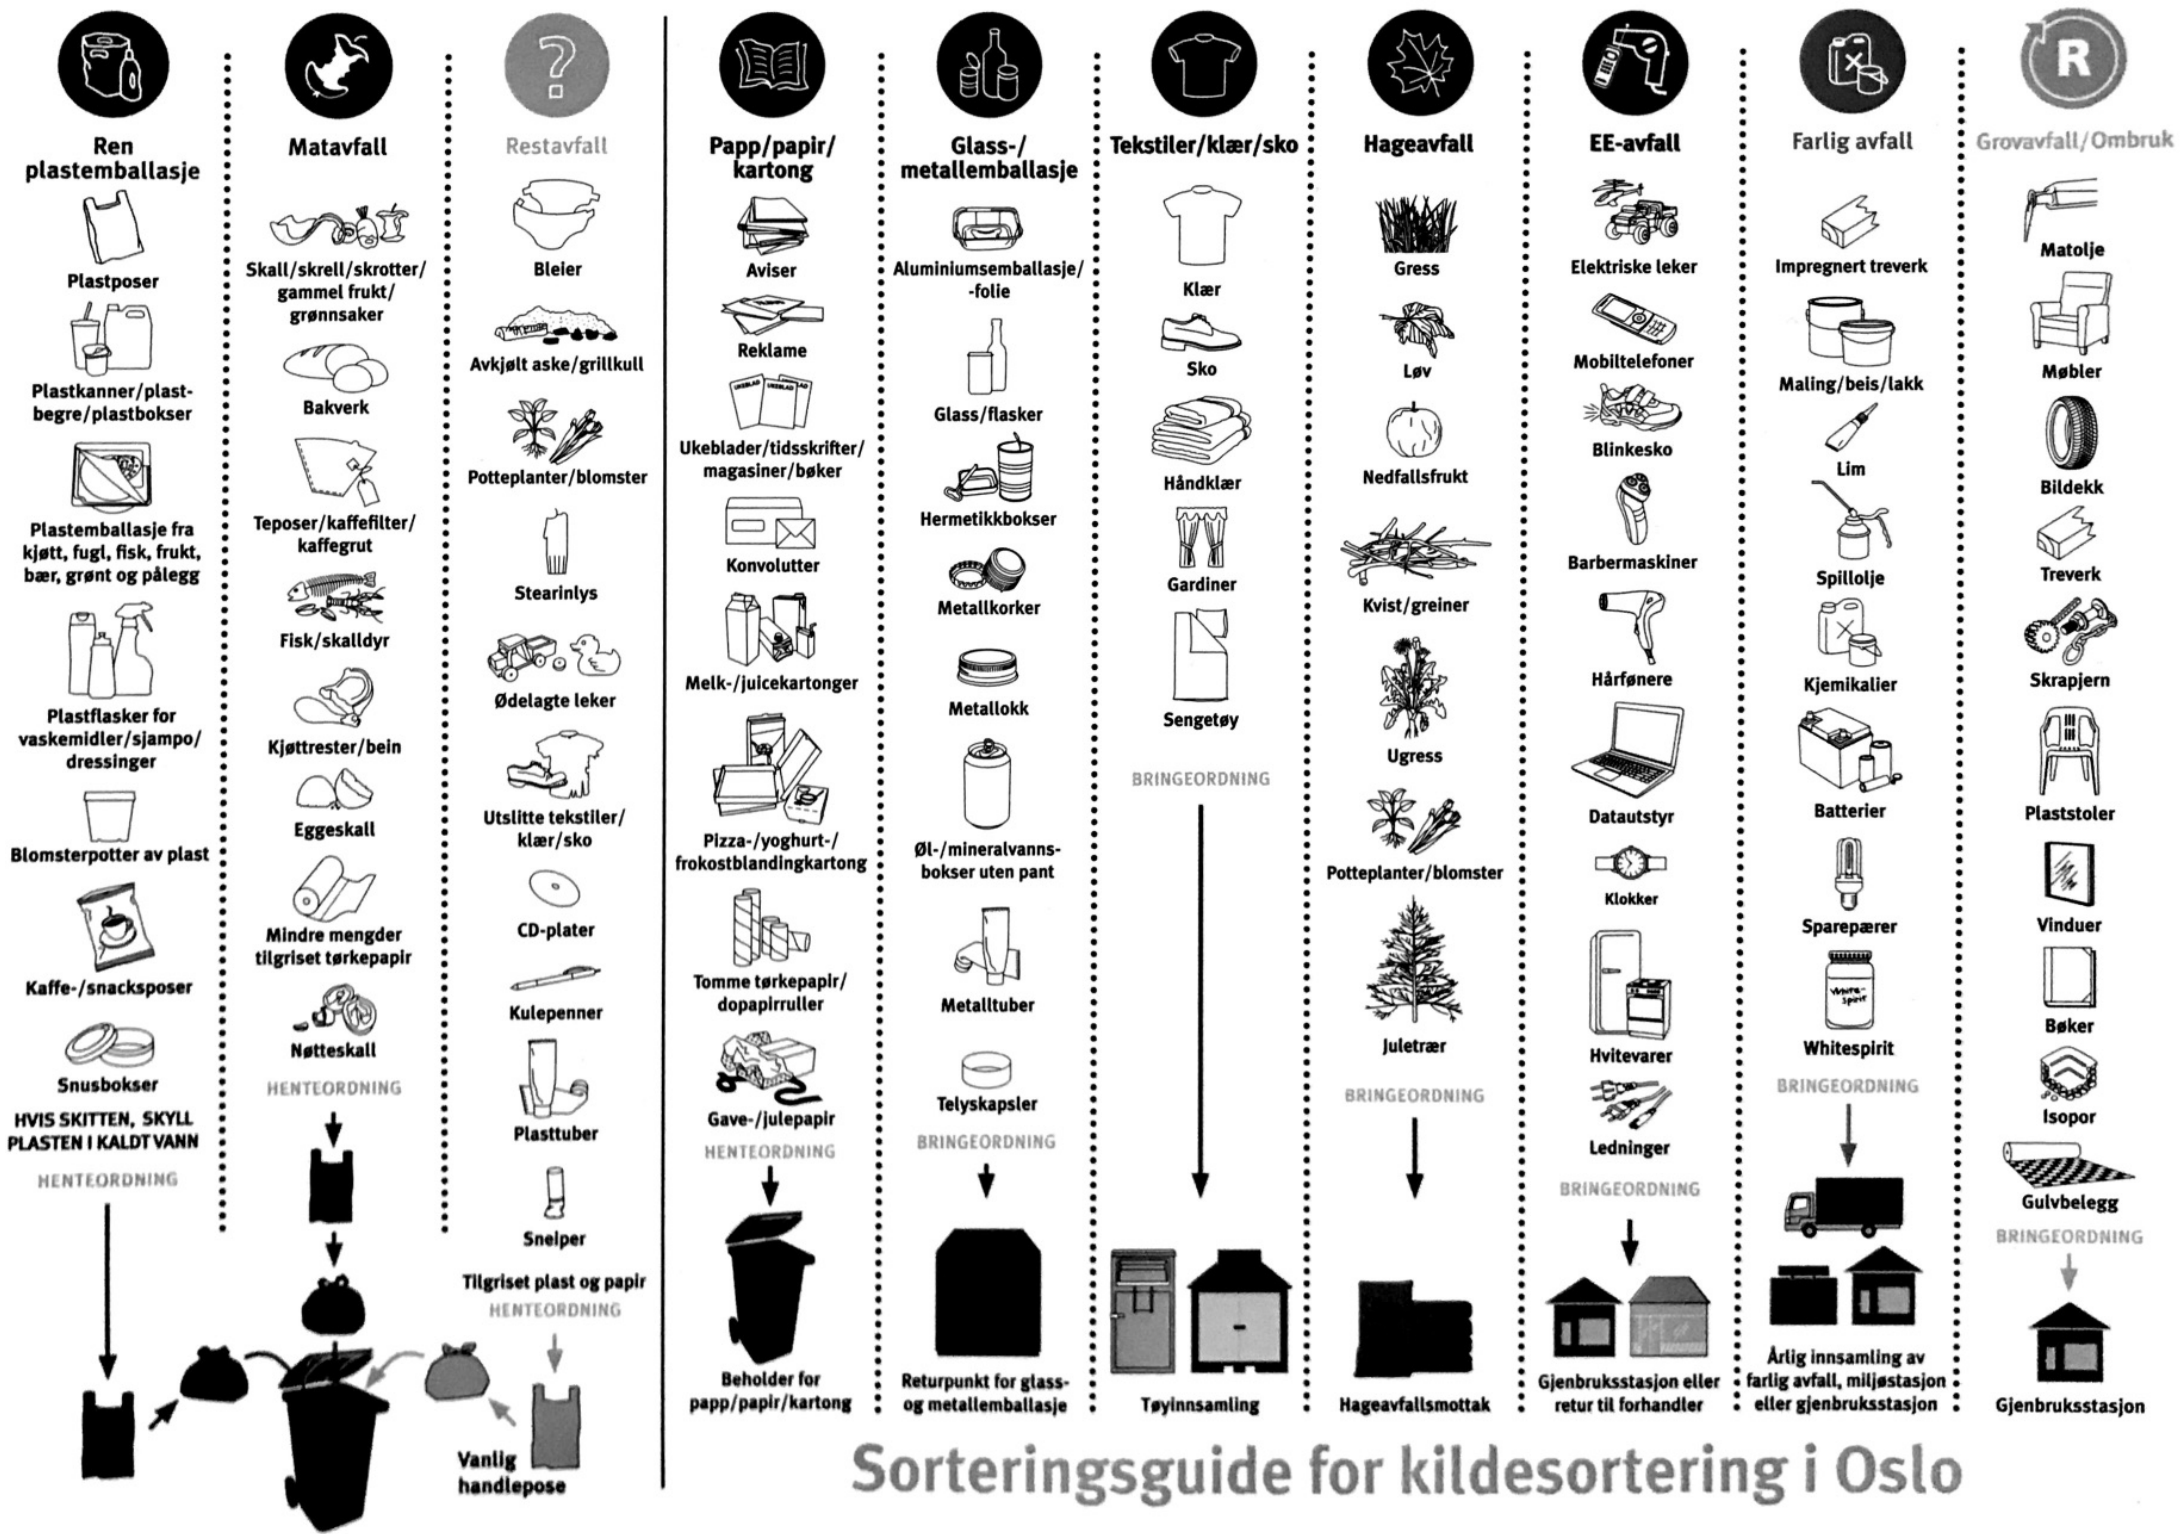 Ren
plastemballasje
Plastposer
Plastkanner/plast-
begre/plastbokser
Plastemballasje fra
kjøtt, fugl, fisk, frukt,
bær, grønt og pålegg
Plastflasker for
vaskemidler/sjampo/
dressinger
Blomsterpotter av plast
Kaffe-/snacksposer
Snusbokser
HVIS SKITTEN, SKYLL
PLASTEN I KALDT VANN
HENTEORDNING
Matavfall
Skall/skrell/skrotter/
gammel frukt/
grønnsaker
Bakverk
Teposer/kaffefilter/
kaffegrut
Fisk/skalldyr
Kjøttrester/bein
Eggeskall
Mindre mengder
tilgriset tørkepapir
Nøtteskall
HENTEORDNING
?
Restavfall
Bleier
Avkjølt aske/grillkull
Potteplanter/blomster
Stearinlys
Ødelagte leker
Utslitte tekstiler/
klær/sko
CD-plater
Kulepenner
Plasttuber
Sneiper
Tilgriset plast og papir
HENTEORDNING
Vanlig
handlepose
Papp/papir/
kartong
Aviser
Reklame
UKEBLAD
UKEBLAD
Ukeblader/tidsskrifter/
magasiner/bøker
Konvolutter
Melk-/juicekartonger
Pizza-/yoghurt-/
frokostblandingkartong
Tomme tørkepapir/
dopapirruller
Gave-/julepapir
HENTEORDNING
Beholder for
papp/papir/kartong
Glass-/
metallemballasje
Aluminiumsemballasje/
-folie
Glass/flasker
Hermetikkbokser
Metallkorker
Metallokk
Øl-/mineralvanns-
bokser uten pant
Metalltuber
Telyskapsler
BRINGEORDNING
Returpunkt for glass-
og metallemballasje
Tekstiler/klær/sko
Klær
Sko
Håndklær
Gardiner
Sengetøy
BRINGEORDNING
Tøyinnsamling
Hageavfall
Gress
Løv
Nedfallsfrukt
Kvist/greiner
Ugress
Potteplanter/blomster
Juletrær
BRINGEORDNING
Hageavfallsmottak
EE-avfall
Elektriske leker
Mobiltelefoner
Blinkesko
Barbermaskiner
Hårfønere
Datautstyr
Klokker
Hvitevarer
Ledninger
BRINGEORDNING
Gjenbruksstasjon eller
retur til forhandler
Farlig avfall
Impregnert treverk
Maling/beis/lakk
Lim
Spillolje
Kjemikalier
Batterier
Sparepærer
White-
spirit
Whitespirit
BRINGEORDNING
Årlig innsamling av
farlig avfall, miljøstasjon
eller gjenbruksstasjon
R
Grovavfall/Ombruk
Matolje
Møbler
Bildekk
Treverk
Skrapjern
Plaststoler
Vinduer
Bøker
Isopor
Gulvbelegg
BRINGEORDNING
Gjenbruksstasjon
Sorteringsguide for kildesortering i Oslo